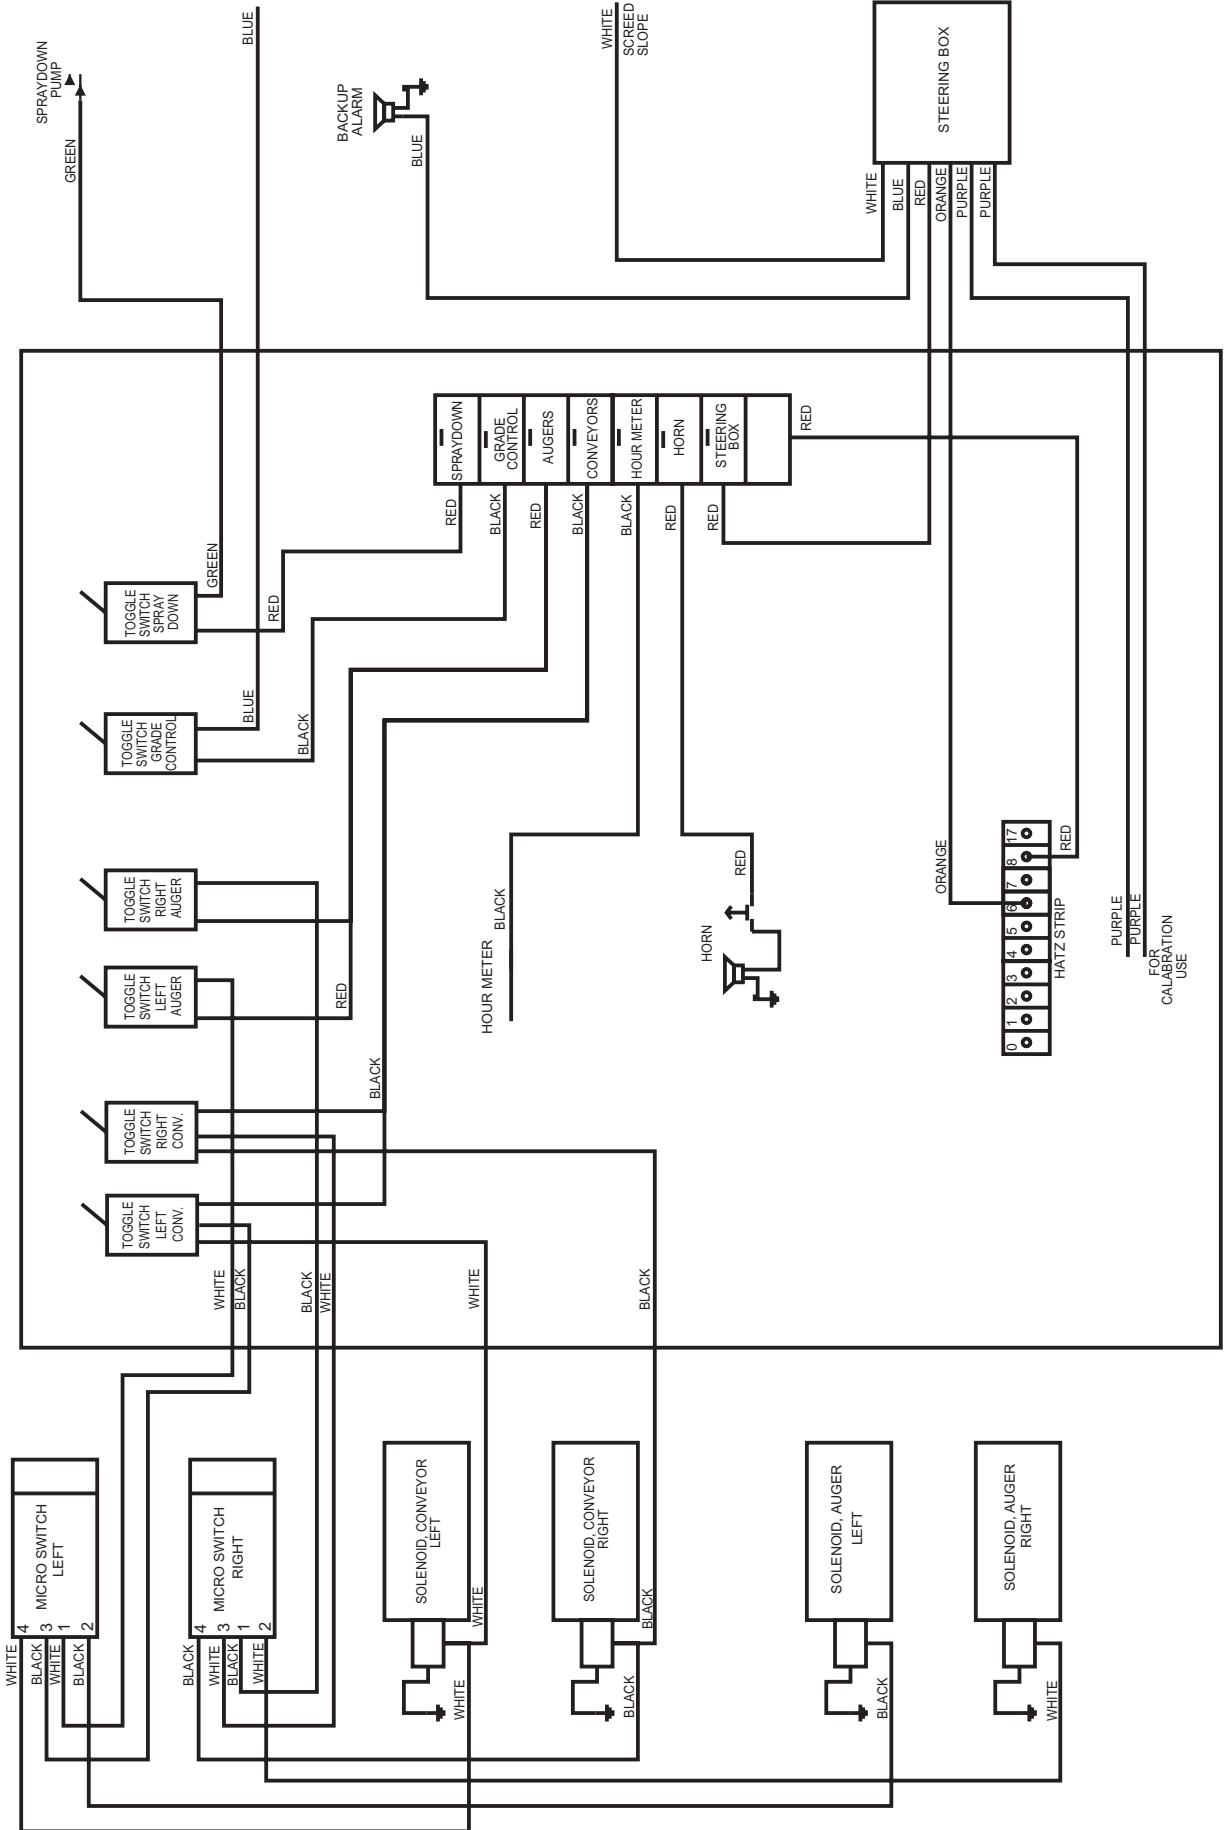 SPRAYDOWN
PUMP
GREEN
BLUE
BACKUP
ALARM
BLUE
WHITE
SCREED
SLOPE
STEERING BOX
WHITE
BLUE
RED
ORANGE
PURPLE
PURPLE
SPRAYDOWN
GRADE
CONTROL
AUGERS
CONVEYORS
HOUR METER
HORN
STEERING
BOX
RED
RED
BLACK
RED
BLACK
BLACK
RED
RED
TOGGLE
SWITCH
SPRAY
DOWN
GREEN
RED
TOGGLE
SWITCH
GRADE
CONTROL
BLUE
BLACK
TOGGLE
SWITCH
RIGHT
AUGER
TOGGLE
SWITCH
LEFT
AUGER
RED
TOGGLE
SWITCH
RIGHT
CONV.
BLACK
TOGGLE
SWITCH
LEFT
CONV.
HOUR METER
BLACK
HORN
RED
ORANGE
0
1
2
3
4
5
6
7
8
17
HATZ STRIP
RED
PURPLE
PURPLE
FOR
CALABRATION
USE
WHITE
BLACK
BLACK
WHITE
WHITE
BLACK
MICRO SWITCH
LEFT
4
3
1
2
WHITE
BLACK
WHITE
BLACK
MICRO SWITCH
RIGHT
4
3
1
2
BLACK
WHITE
BLACK
WHITE
SOLENOID, CONVEYOR
LEFT
WHITE
WHITE
SOLENOID, CONVEYOR
RIGHT
BLACK
BLACK
SOLENOID, AUGER
LEFT
BLACK
SOLENOID, AUGER
RIGHT
WHITE